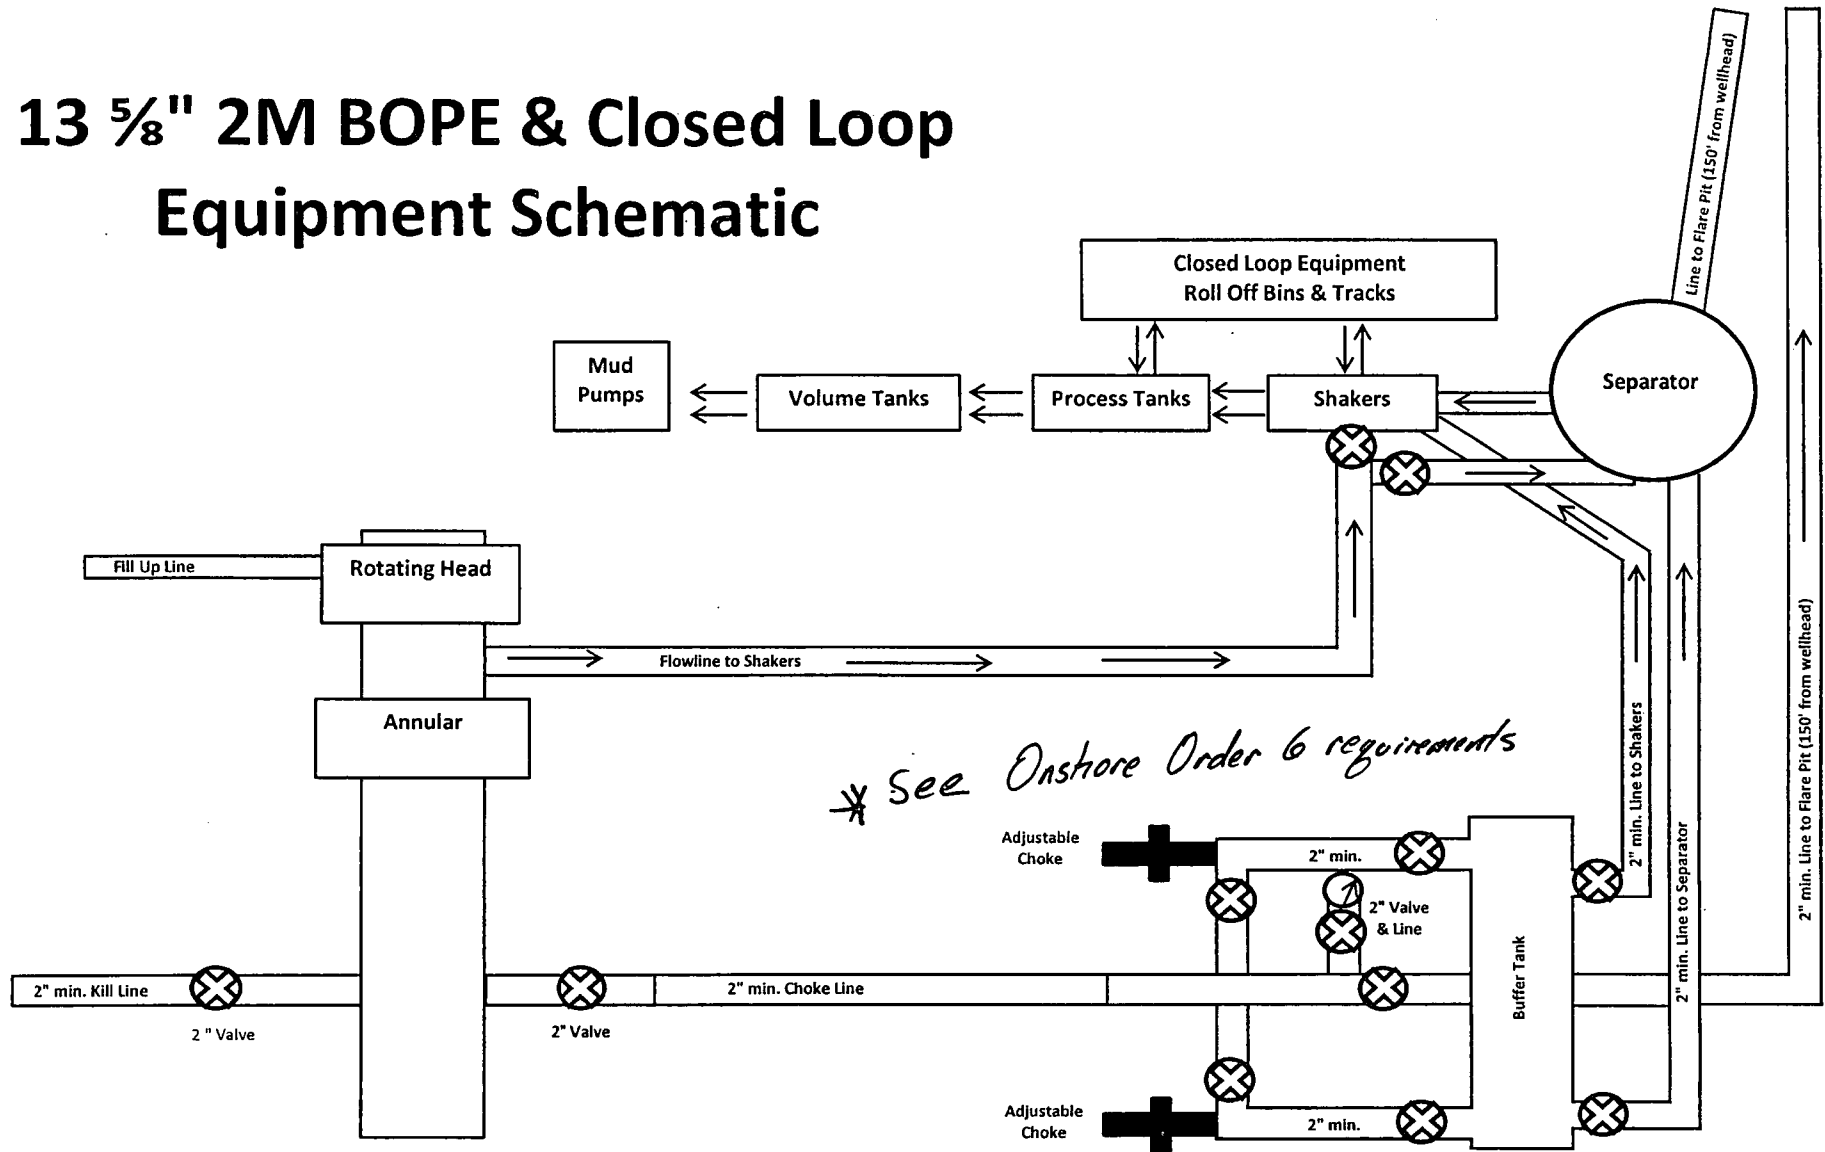 13 ⅝" 2M BOPE & Closed Loop
Equipment Schematic
Line to Flare Pit (150' from wellhead)
Closed Loop Equipment
Roll Off Bins & Tracks
Mud
Pumps
Volume Tanks
Process Tanks
Shakers
Separator
Fill Up Line
Rotating Head
Flowline to Shakers
Annular
* See Onshore Order 6 requirements
2" min. Line to Shakers
2" min. Line to Separator
2" min. Line to Flare Pit (150' from wellhead)
Adjustable
Choke
2" min.
2" Valve
& Line
Buffer Tank
2" min. Kill Line
2 " Valve
2" min. Choke Line
2" Valve
Adjustable
Choke
2" min.